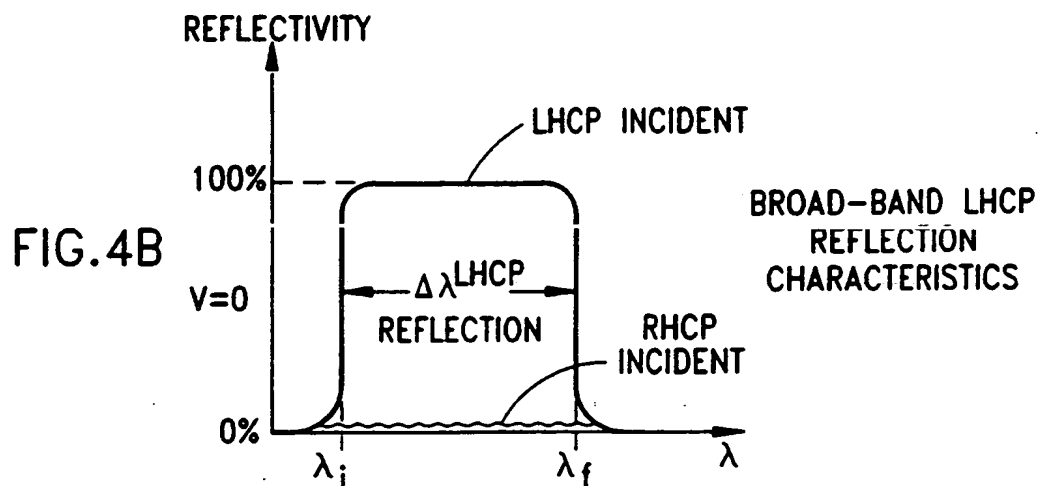 REFLECTIVITY
LHCP INCIDENT
100%
BROAD-BAND LHCP
REFLECTION
CHARACTERISTICS
FIG.4B
V=0
Δλ LHCP
REFLECTION
RHCP
INCIDENT
0%
λi
λf
λ